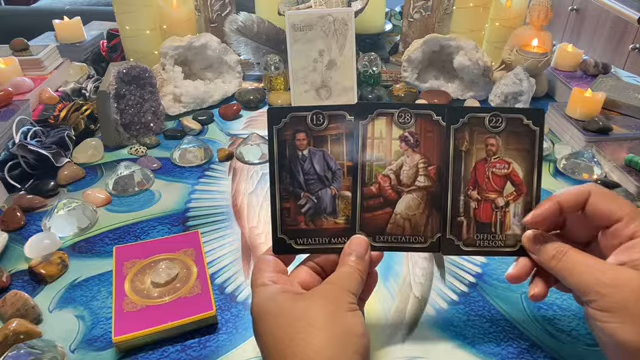 13
WEALTHY MAN
28
EXPECTATION
22
OFFICIAL
PERSON